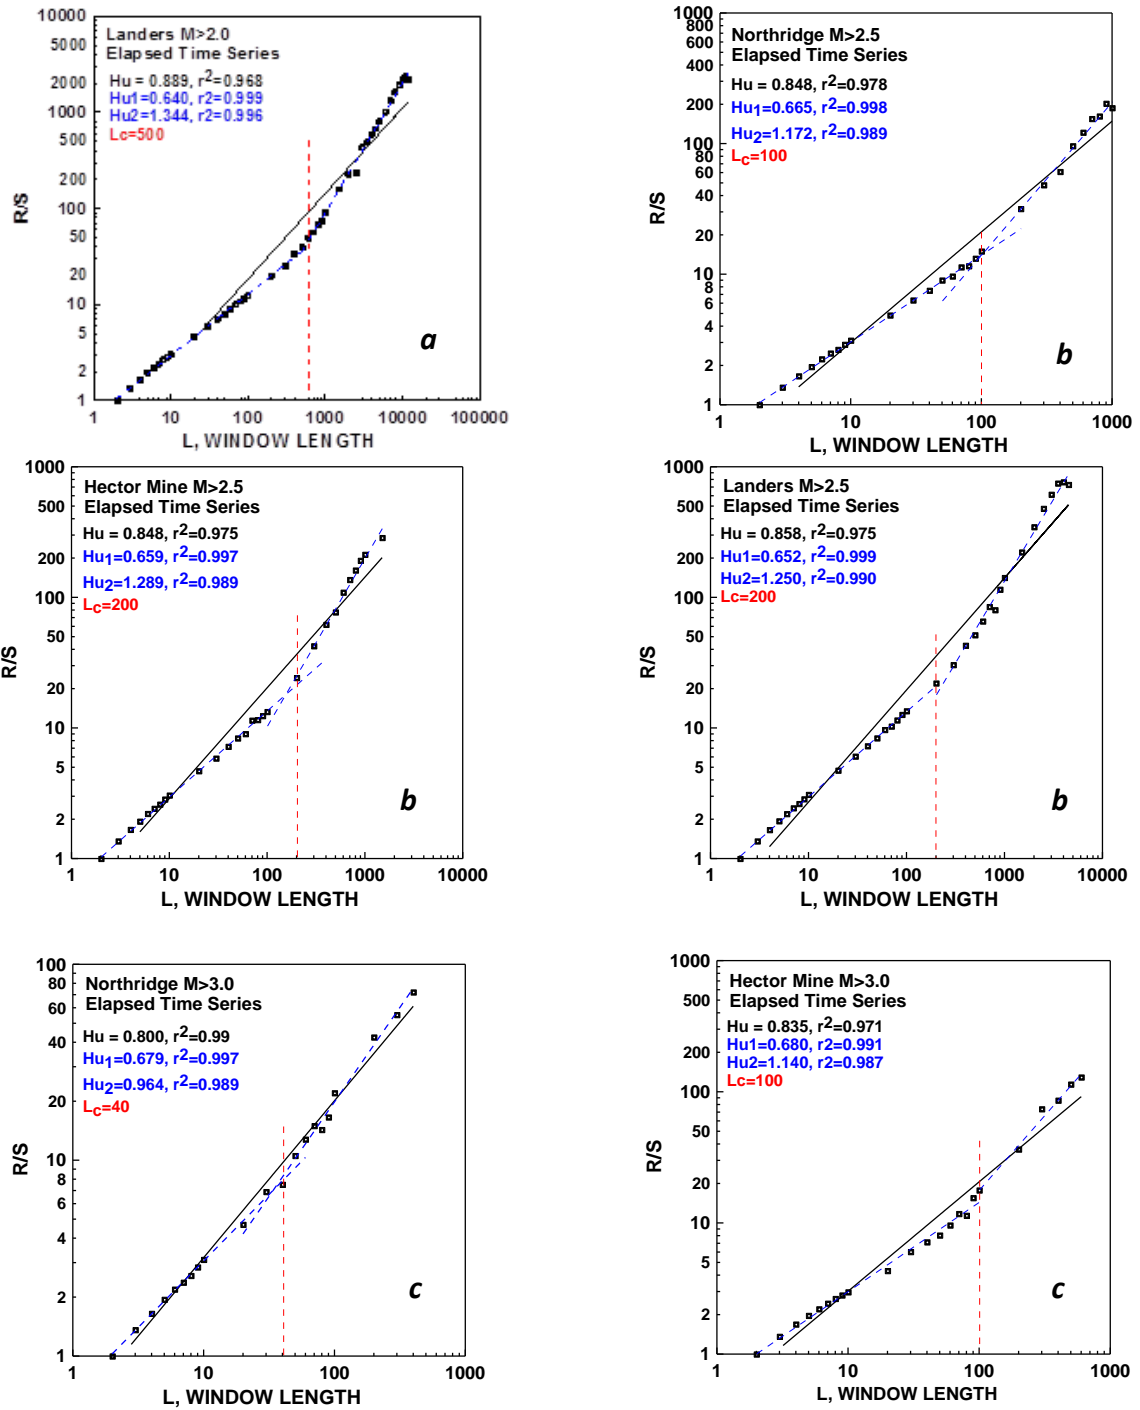 10000
5000
2000
1000
500
200
100
50
20
10
5
2
1
R/S
Landers M>2.0
Elapsed Time Series
Hu = 0.889, r2=0.968
Hu1=0.640, r2=0.999
Hu2=1.344, r2=0.996
Lc=500
a
1 10 100 1000 10000 100000
L, WINDOW LENGTH
1000
800
600
400
200
100
80
60
40
20
10
8
6
4
2
1
R/S
Northridge M>2.5
Elapsed Time Series
Hu = 0.848, r2=0.978
Hu1=0.665, r2=0.998
Hu2=1.172, r2=0.989
Lc=100
b
1 10 100 1000
L, WINDOW LENGTH
1000
500
200
100
50
20
10
5
2
1
R/S
Hector Mine M>2.5
Elapsed Time Series
Hu = 0.848, r2=0.975
Hu1=0.659, r2=0.997
Hu2=1.289, r2=0.989
Lc=200
b
1 10 100 1000 10000
L, WINDOW LENGTH
1000
500
200
100
50
20
10
5
2
1
R/S
Landers M>2.5
Elapsed Time Series
Hu = 0.858, r2=0.975
Hu1=0.652, r2=0.999
Hu2=1.250, r2=0.990
Lc=200
b
1 10 100 1000 10000
L, WINDOW LENGTH
100
80
60
40
20
10
8
6
4
2
1
R/S
Northridge M>3.0
Elapsed Time Series
Hu = 0.800, r2=0.99
Hu1=0.679, r2=0.997
Hu2=0.964, r2=0.989
Lc=40
c
1 10 100 1000
L, WINDOW LENGTH
1000
500
200
100
50
20
10
5
2
1
R/S
Hector Mine M>3.0
Elapsed Time Series
Hu = 0.835, r2=0.971
Hu1=0.680, r2=0.991
Hu2=1.140, r2=0.987
Lc=100
c
1 10 100 1000
L, WINDOW LENGTH